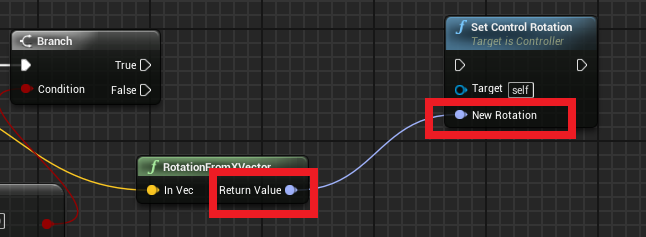 Branch
True
Condition
False
Set Control Rotation
Target is Controller
Target self
New Rotation
RotationFromXVector
In Vec
Return Value